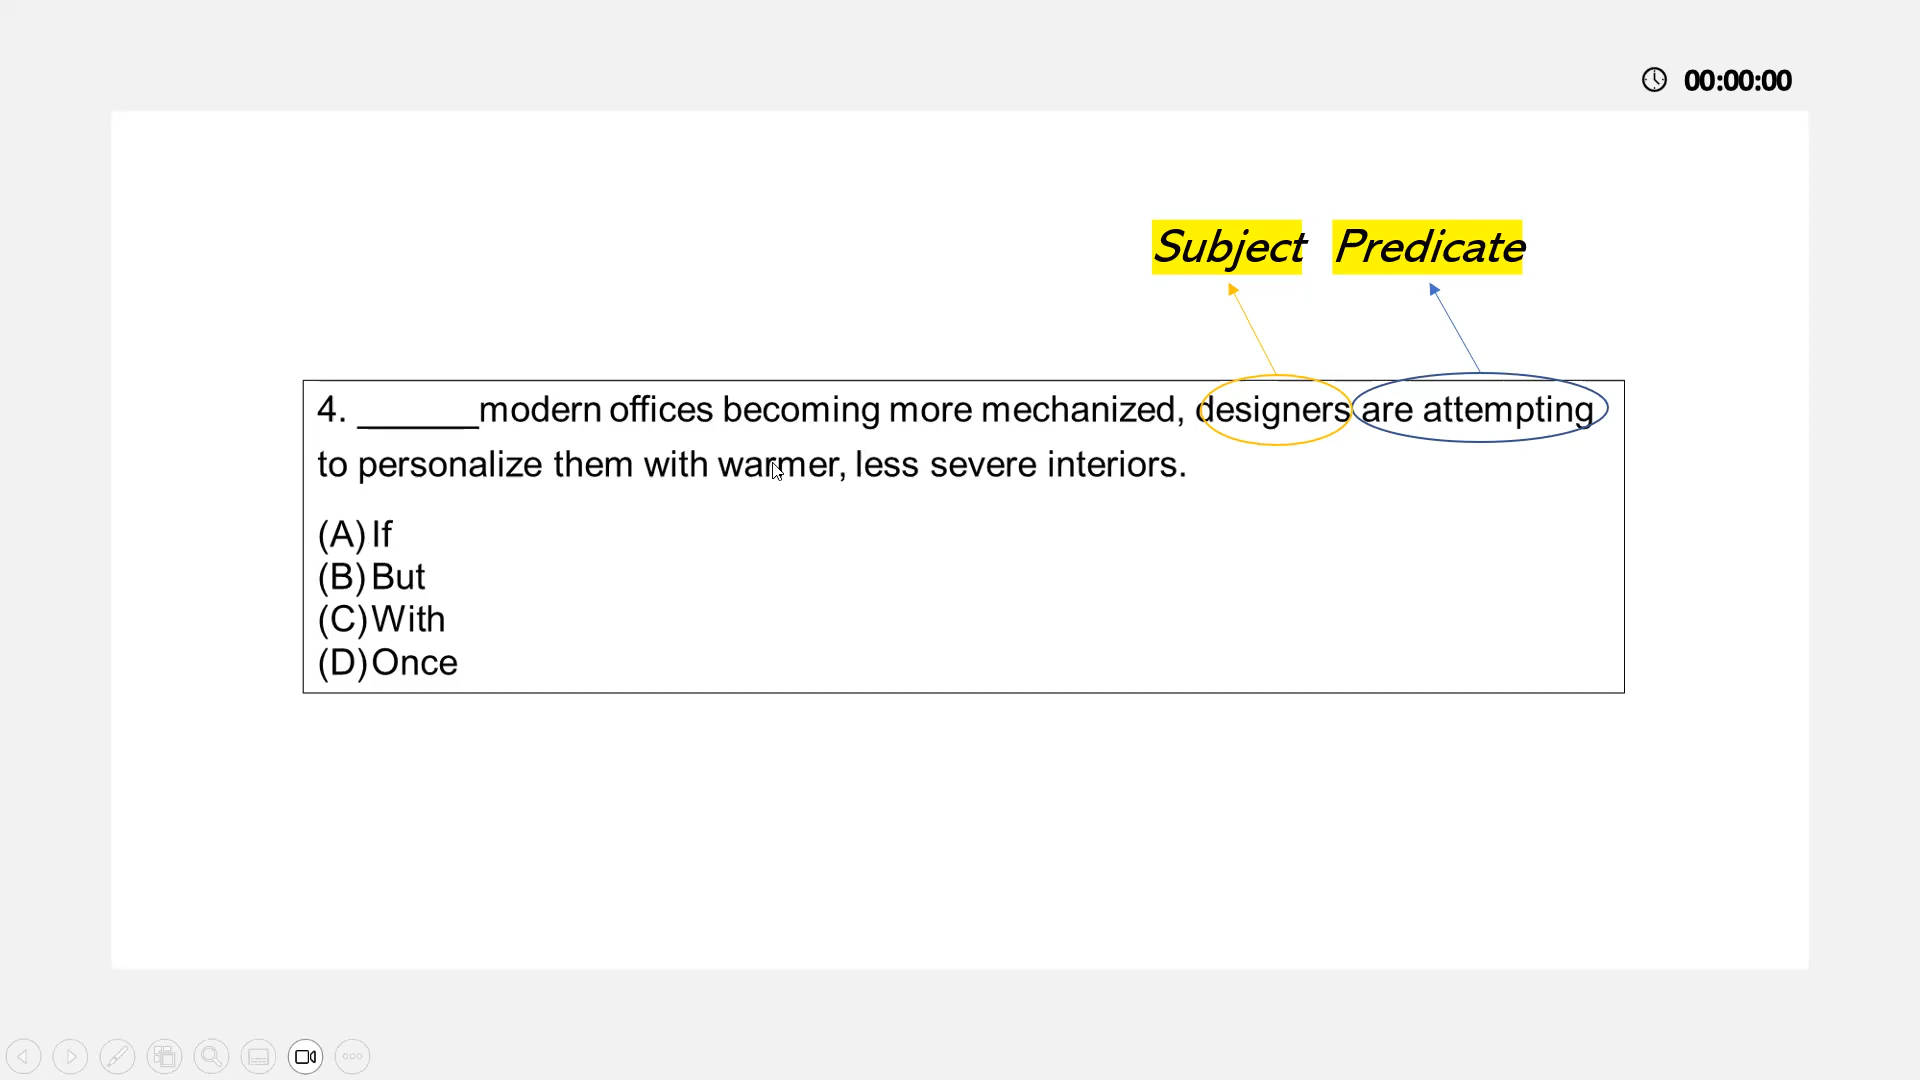 00:00:00
Subject Predicate
4. ______modern offices becoming more mechanized, designers are attempting
to personalize them with warmer, less severe interiors.
(A) If
(B) But
(C) With
(D) Once